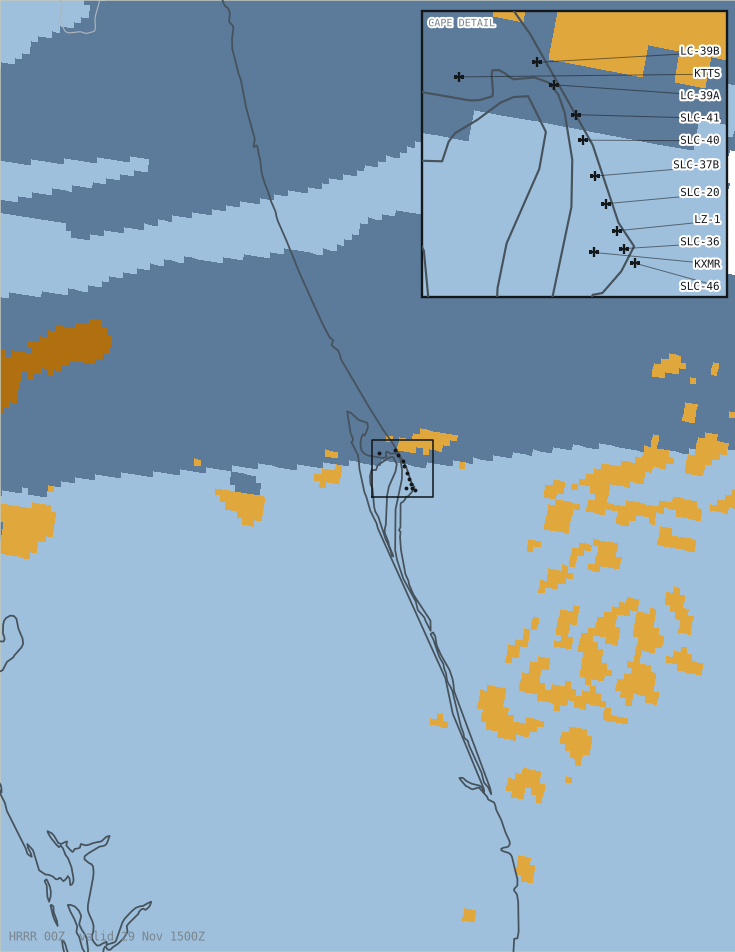 CAPE DETAIL
LC-39B
KTTS
LC-39A
SLC-41
SLC-40
SLC-37B
SLC-20
LZ-1
SLC-36
KXMR
SLC-46
HRRR 00Z valid 29 Nov 1500Z